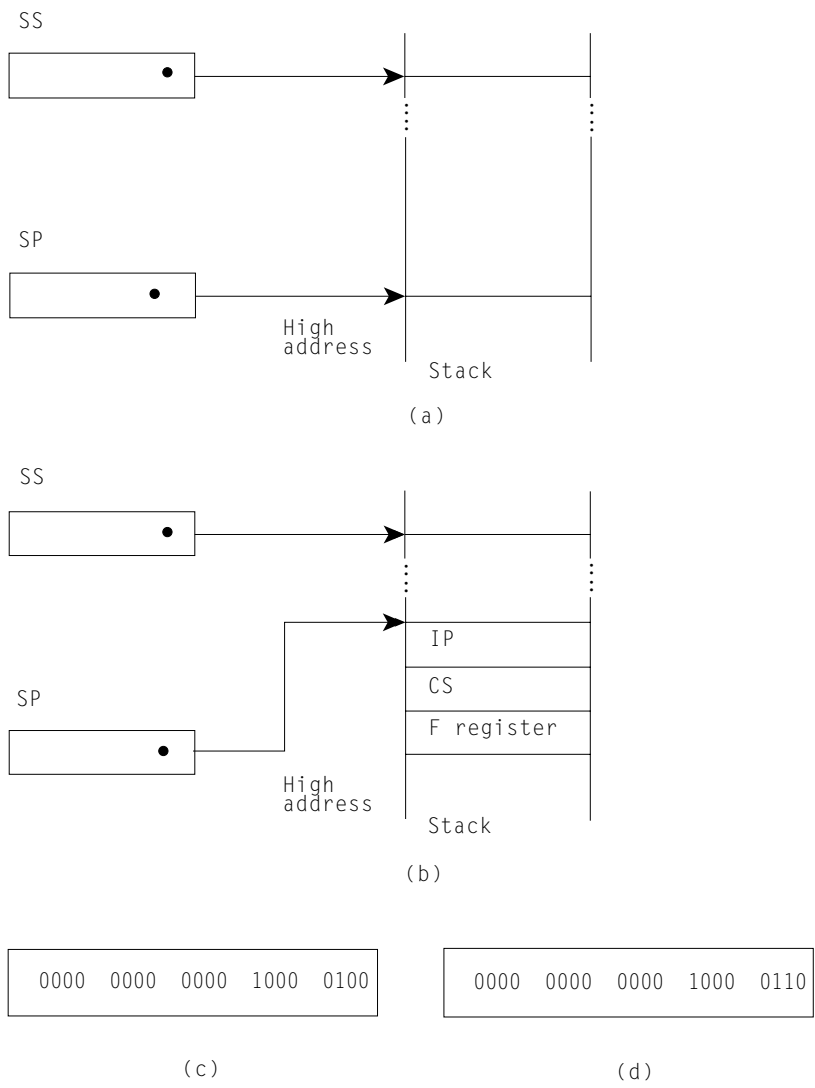 SS
SP
High
address
Stack
(a)
SS
IP
CS
SP
F register
High
address
Stack
(b)
0000 0000 0000 1000 0100
0000 0000 0000 1000 0110
(c)
(d)